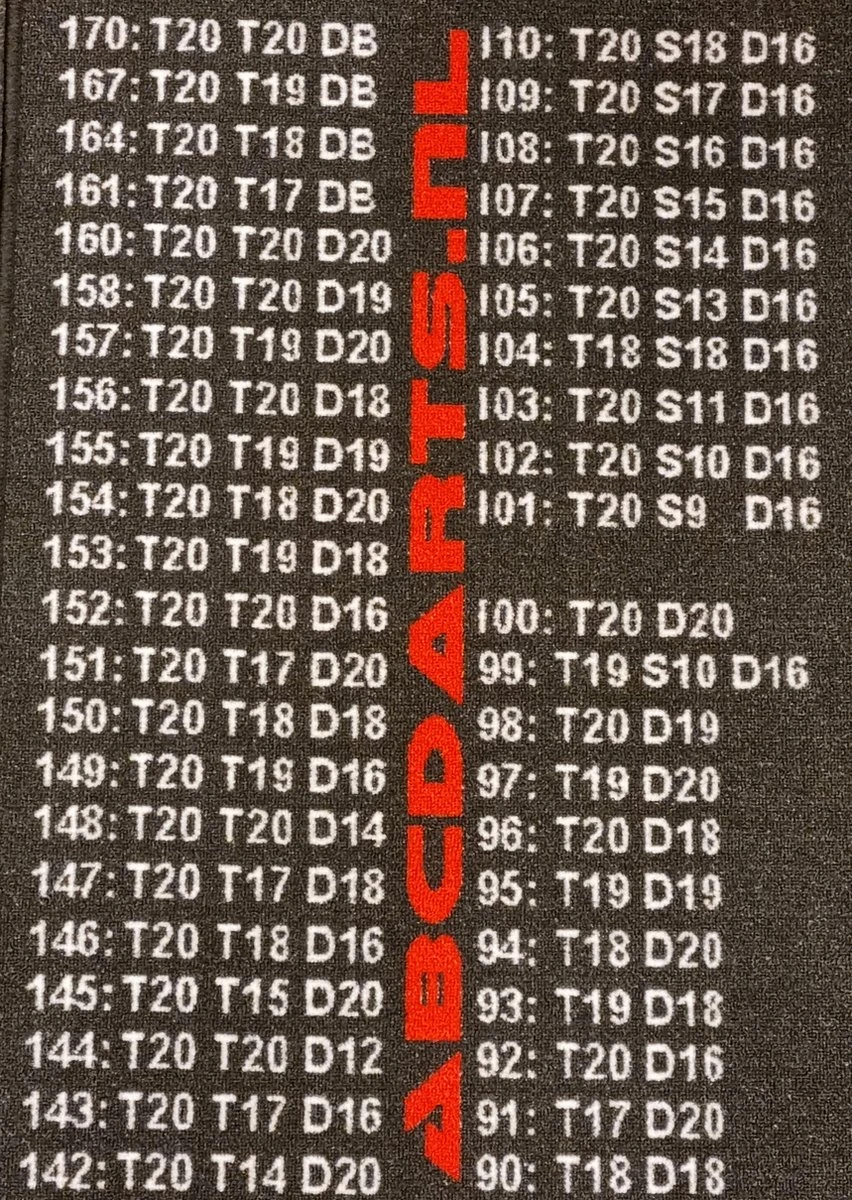 170: T20 T20 DB
167: T20 T19 DB
164: T20 T18 DB
161: T20 T17 DB
160: T20 T20 D20
158: T20 T20 D19
157: T20 T19 D20
156: T20 T20 D18
155: T20 T19 D19
154: T20 T18 D20
153: T20 T19 D18
152: T20 T20 D16
151: T20 T17 D20
150: T20 T18 D18
149: T20 T19 D16
148: T20 T20 D14
147: T20 T17 D18
146: T20 T18 D16
145: T20 T15 D20
144: T20 T20 D12
143: T20 T17 D16
142: T20 T14 D20
ABCDARTS.NL
110: T20 S18 D16
109: T20 S17 D16
108: T20 S16 D16
107: T20 S15 D16
106: T20 S14 D16
105: T20 S13 D16
104: T18 S18 D16
103: T20 S11 D16
102: T20 S10 D16
101: T20 S9 D16
100: T20 D20
99: T19 S10 D16
98: T20 D19
97: T19 D20
96: T20 D18
95: T19 D19
94: T18 D20
93: T19 D18
92: T20 D16
91: T17 D20
90: T18 D18